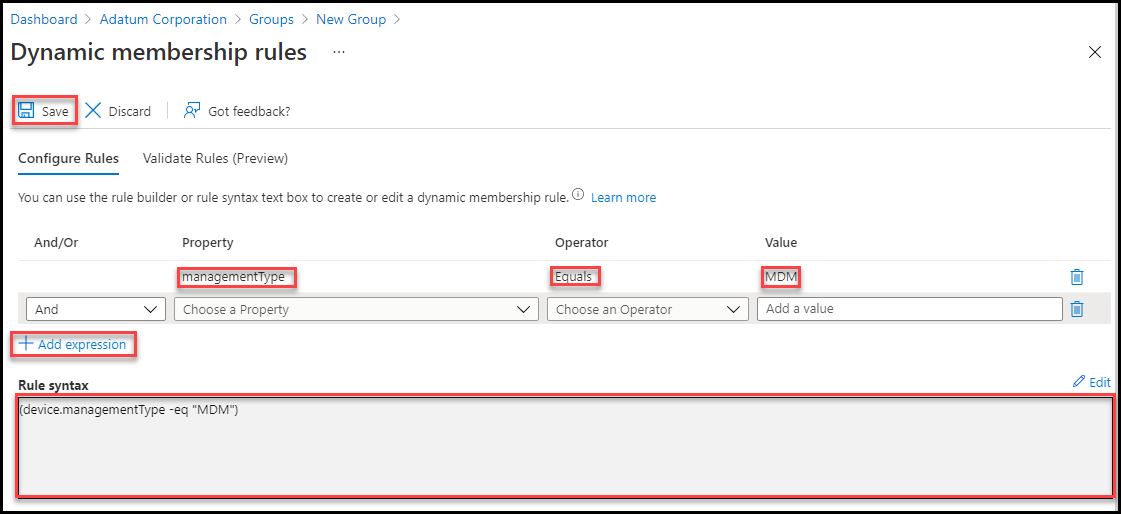 Dashboard > Adatum Corporation > Groups > New Group >
Dynamic membership rules ...
Save Discard Got feedback?
Configure Rules Validate Rules (Preview)
You can use the rule builder or rule syntax text box to create or edit a dynamic membership rule. Learn more
And/Or Property Operator Value
managementType Equals MDM
And Choose a Property Choose an Operator Add a value
+ Add expression
Rule syntax Edit
(device.managementType -eq "MDM")